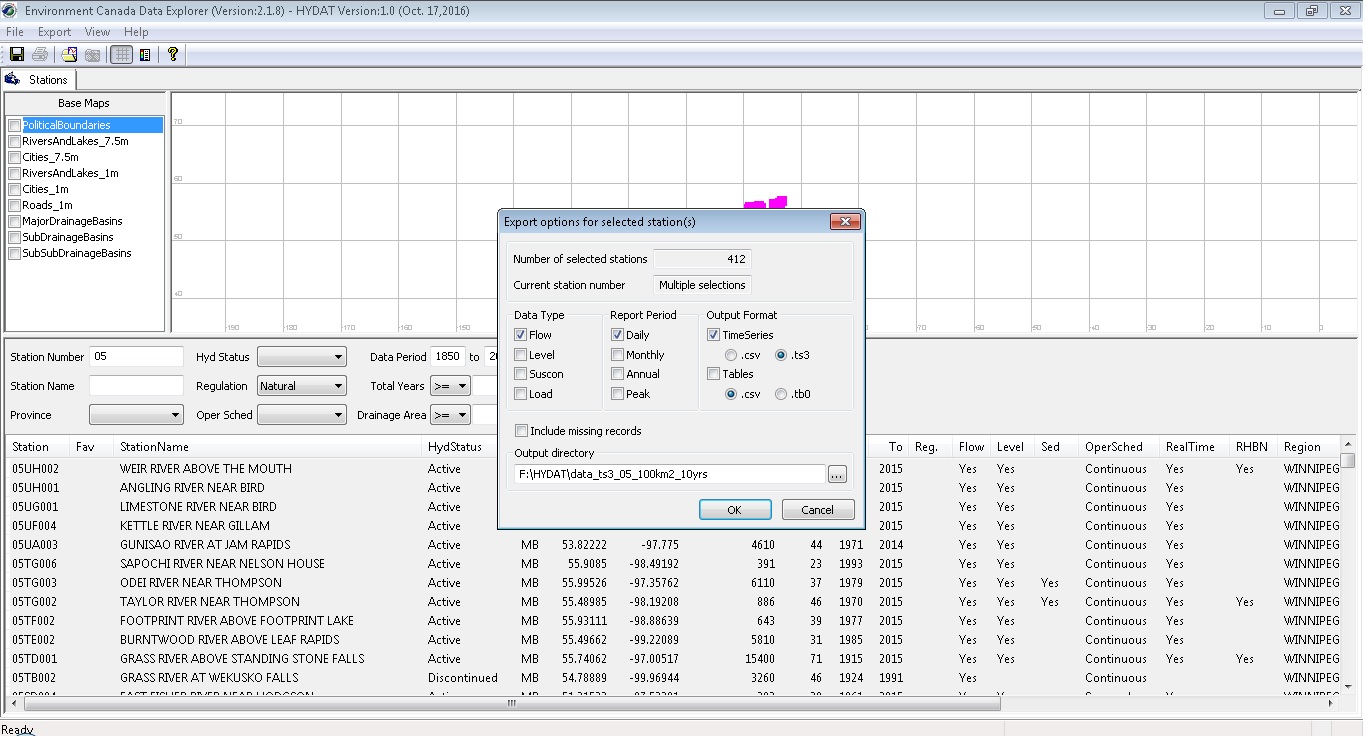 Environment Canada Data Explorer (Version:2.1.8) - HYDAT Version:1.0 (Oct. 17,2016)
File Export View Help
Stations
Base Maps
PoliticalBoundaries
RiversAndLakes_7.5m
Cities_7.5m
RiversAndLakes_1m
Cities_1m
Roads_1m
MajorDrainageBasins
SubDrainageBasins
SubSubDrainageBasins
70
60
50
40
-190 -170 -160 -150 -70 -20 -10 0
Export options for selected station(s)
Number of selected stations 412
Current station number Multiple selections
Data Type Report Period Output Format
Flow Daily TimeSeries
Level Monthly .csv .ts3
Suscon Annual Tables
Load Peak .csv .tb0
Include missing records
Output directory
F:\HYDAT\data_ts3_05_100km2_10yrs ...
OK Cancel
Station Number 05 Hyd Status Data Period 1850 to
Station Name Regulation Natural Total Years >=
Province Oper Sched Drainage Area >=
Station Fav StationName HydStatus To Reg. Flow Level Sed OperSched RealTime RHBN Region
05UH002 WEIR RIVER ABOVE THE MOUTH Active 2015 Yes Yes Continuous Yes Yes WINNIPEG
05UH001 ANGLING RIVER NEAR BIRD Active 2015 Yes Yes Continuous Yes WINNIPEG
05UG001 LIMESTONE RIVER NEAR BIRD Active 2015 Yes Yes Continuous Yes WINNIPEG
05UF004 KETTLE RIVER NEAR GILLAM Active 2015 Yes Yes Continuous Yes WINNIPEG
05UA003 GUNISAO RIVER AT JAM RAPIDS Active MB 53.82222 -97.775 4610 44 1971 2014 Yes Yes Continuous Yes WINNIPEG
05TG006 SAPOCHI RIVER NEAR NELSON HOUSE Active MB 55.9085 -98.49192 391 23 1993 2015 Yes Yes Continuous Yes WINNIPEG
05TG003 ODEI RIVER NEAR THOMPSON Active MB 55.99526 -97.35762 6110 37 1979 2015 Yes Yes Yes Continuous Yes WINNIPEG
05TG002 TAYLOR RIVER NEAR THOMPSON Active MB 55.48985 -98.19208 886 46 1970 2015 Yes Yes Yes Continuous Yes Yes WINNIPEG
05TF002 FOOTPRINT RIVER ABOVE FOOTPRINT LAKE Active MB 55.93111 -98.88639 643 39 1977 2015 Yes Yes Continuous Yes WINNIPEG
05TE002 BURNTWOOD RIVER ABOVE LEAF RAPIDS Active MB 55.49662 -99.22089 5810 31 1985 2015 Yes Yes Continuous Yes WINNIPEG
05TD001 GRASS RIVER ABOVE STANDING STONE FALLS Active MB 55.74062 -97.00517 15400 71 1915 2015 Yes Yes Continuous Yes Yes WINNIPEG
05TB002 GRASS RIVER AT WEKUSKO FALLS Discontinued MB 54.78889 -99.96944 3260 46 1924 1991 Yes Continuous WINNIPEG
Ready